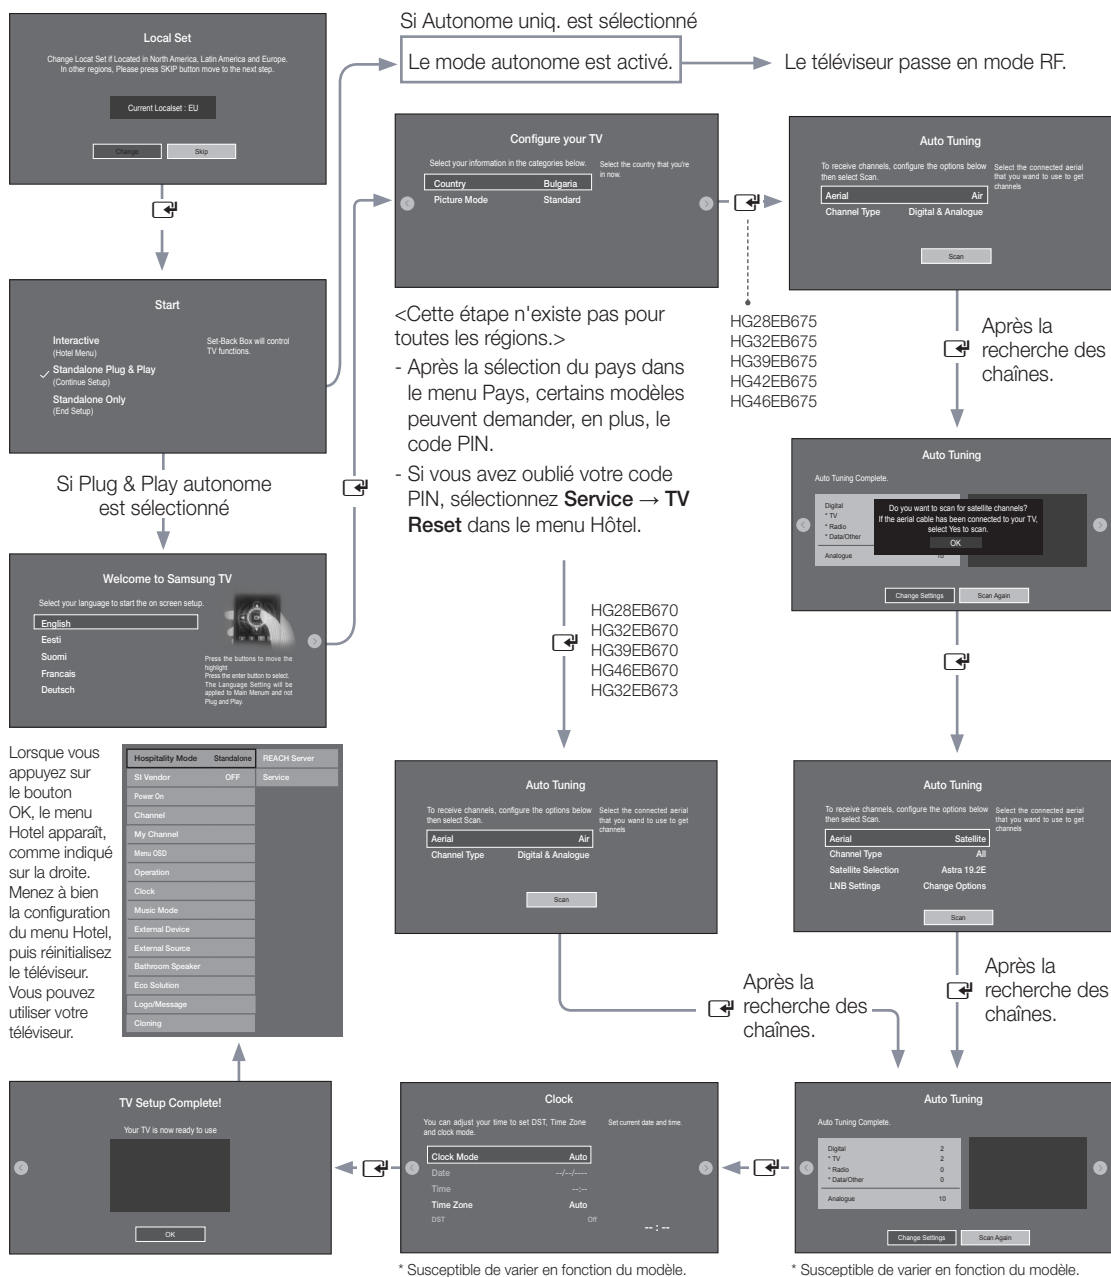 Local Set
Change Local Set if Located in North America, Latin America and Europe.
In other regions, Please press SKIP button move to the next step.
Current Localset : EU
Change
Skip
Si Autonome uniq. est sélectionné
Le mode autonome est activé.
Le téléviseur passe en mode RF.
Start
Interactive
(Hotel Menu)
Standalone Plug & Play
(Continue Setup)
Standalone Only
(End Setup)
Set-Back Box will control
TV functions.
Si Plug & Play autonome
est sélectionné
Welcome to Samsung TV
Select your language to start the on screen setup.
English
Eesti
Suomi
Francais
Deutsch
Press the buttons to move the
highlight
Press the enter button to select.
The Language Setting will be
applied to Main Menum and not
Plug and Play.
Configure your TV
Select your information in the categories below.
Select the country that you're
in now.
Country Bulgaria
Picture Mode Standard
<Cette étape n'existe pas pour
toutes les régions.>
- Après la sélection du pays dans
le menu Pays, certains modèles
peuvent demander, en plus, le
code PIN.
- Si vous avez oublié votre code
PIN, sélectionnez Service → TV
Reset dans le menu Hôtel.
HG28EB675
HG32EB675
HG39EB675
HG42EB675
HG46EB675
HG28EB670
HG32EB670
HG39EB670
HG46EB670
HG32EB673
Auto Tuning
To receive channels, configure the options below
then select Scan.
Select the connected aerial
that you wand to use to get
channels
Aerial Air
Channel Type Digital & Analogue
Scan
Après la
recherche des
chaînes.
Auto Tuning
Auto Tuning Complete.
Digital
* TV
* Radio
* Data/Other
Analogue 10
Do you want to scan for satellite channels?
If the aerial cable has been connected to your TV,
select Yes to scan.
OK
Change Settings
Scan Again
Auto Tuning
To receive channels, configure the options below
then select Scan.
Select the connected aerial
that you wand to use to get
channels
Aerial Air
Channel Type Digital & Analogue
Scan
Après la
recherche des
chaînes.
Auto Tuning
To receive channels, configure the options below
then select Scan.
Select the connected aerial
that you wand to use to get
channels
Aerial Satellite
Channel Type All
Satellite Selection Astra 19.2E
LNB Settings Change Options
Scan
Après la
recherche des
chaînes.
Lorsque vous
appuyez sur
le bouton
OK, le menu
Hotel apparaît,
comme indiqué
sur la droite.
Menez à bien
la configuration
du menu Hotel,
puis réinitialisez
le téléviseur.
Vous pouvez
utiliser votre
téléviseur.
Hospitality Mode Standalone REACH Server
SI Vendor OFF Service
Power On
Channel
My Channel
Menu OSD
Operation
Clock
Music Mode
External Device
External Source
Bathroom Speaker
Eco Solution
Logo/Message
Cloning
TV Setup Complete!
Your TV is now ready to use
OK
Clock
You can adjust your time to set DST, Time Zone
and clock mode.
Set current date and time.
Clock Mode Auto
Date --/--/----
Time --:--
Time Zone Auto
DST Off
-- : --
* Susceptible de varier en fonction du modèle.
Auto Tuning
Auto Tuning Complete.
Digital 2
* TV 2
* Radio 0
* Data/Other 0
Analogue 10
Change Settings
Scan Again
* Susceptible de varier en fonction du modèle.